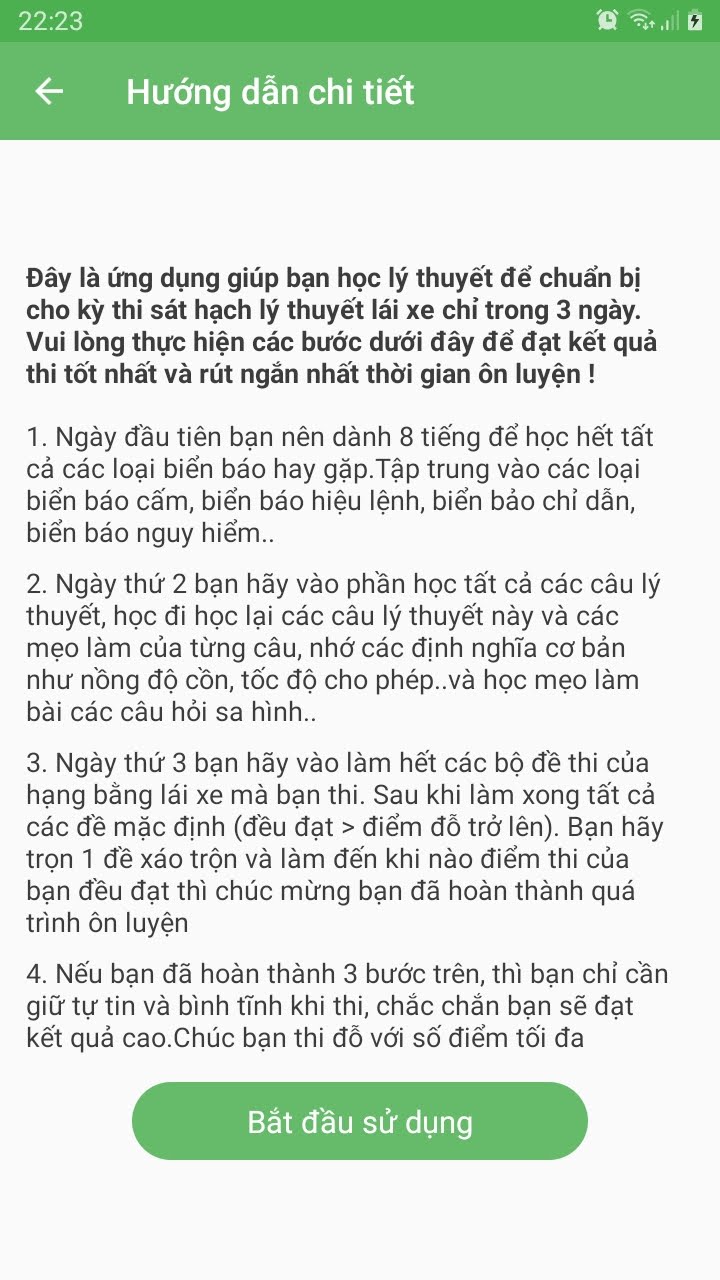 22:23
Hướng dẫn chi tiết
Đây là ứng dụng giúp bạn học lý thuyết để chuẩn bị
cho kỳ thi sát hạch lý thuyết lái xe chỉ trong 3 ngày.
Vui lòng thực hiện các bước dưới đây để đạt kết quả
thi tốt nhất và rút ngắn nhất thời gian ôn luyện !
1. Ngày đầu tiên bạn nên dành 8 tiếng để học hết tất
cả các loại biển báo hay gặp.Tập trung vào các loại
biển báo cấm, biển báo hiệu lệnh, biển bảo chỉ dẫn,
biển báo nguy hiểm..
2. Ngày thứ 2 bạn hãy vào phần học tất cả các câu lý
thuyết, học đi học lại các câu lý thuyết này và các
mẹo làm của từng câu, nhớ các định nghĩa cơ bản
như nồng độ cồn, tốc độ cho phép..và học mẹo làm
bài các câu hỏi sa hình..
3. Ngày thứ 3 bạn hãy vào làm hết các bộ đề thi của
hạng bằng lái xe mà bạn thi. Sau khi làm xong tất cả
các đề mặc định (đều đạt > điểm đỗ trở lên). Bạn hãy
trọn 1 đề xáo trộn và làm đến khi nào điểm thi của
bạn đều đạt thì chúc mừng bạn đã hoàn thành quá
trình ôn luyện
4. Nếu bạn đã hoàn thành 3 bước trên, thì bạn chỉ cần
giữ tự tin và bình tĩnh khi thi, chắc chắn bạn sẽ đạt
kết quả cao.Chúc bạn thi đỗ với số điểm tối đa
Bắt đầu sử dụng